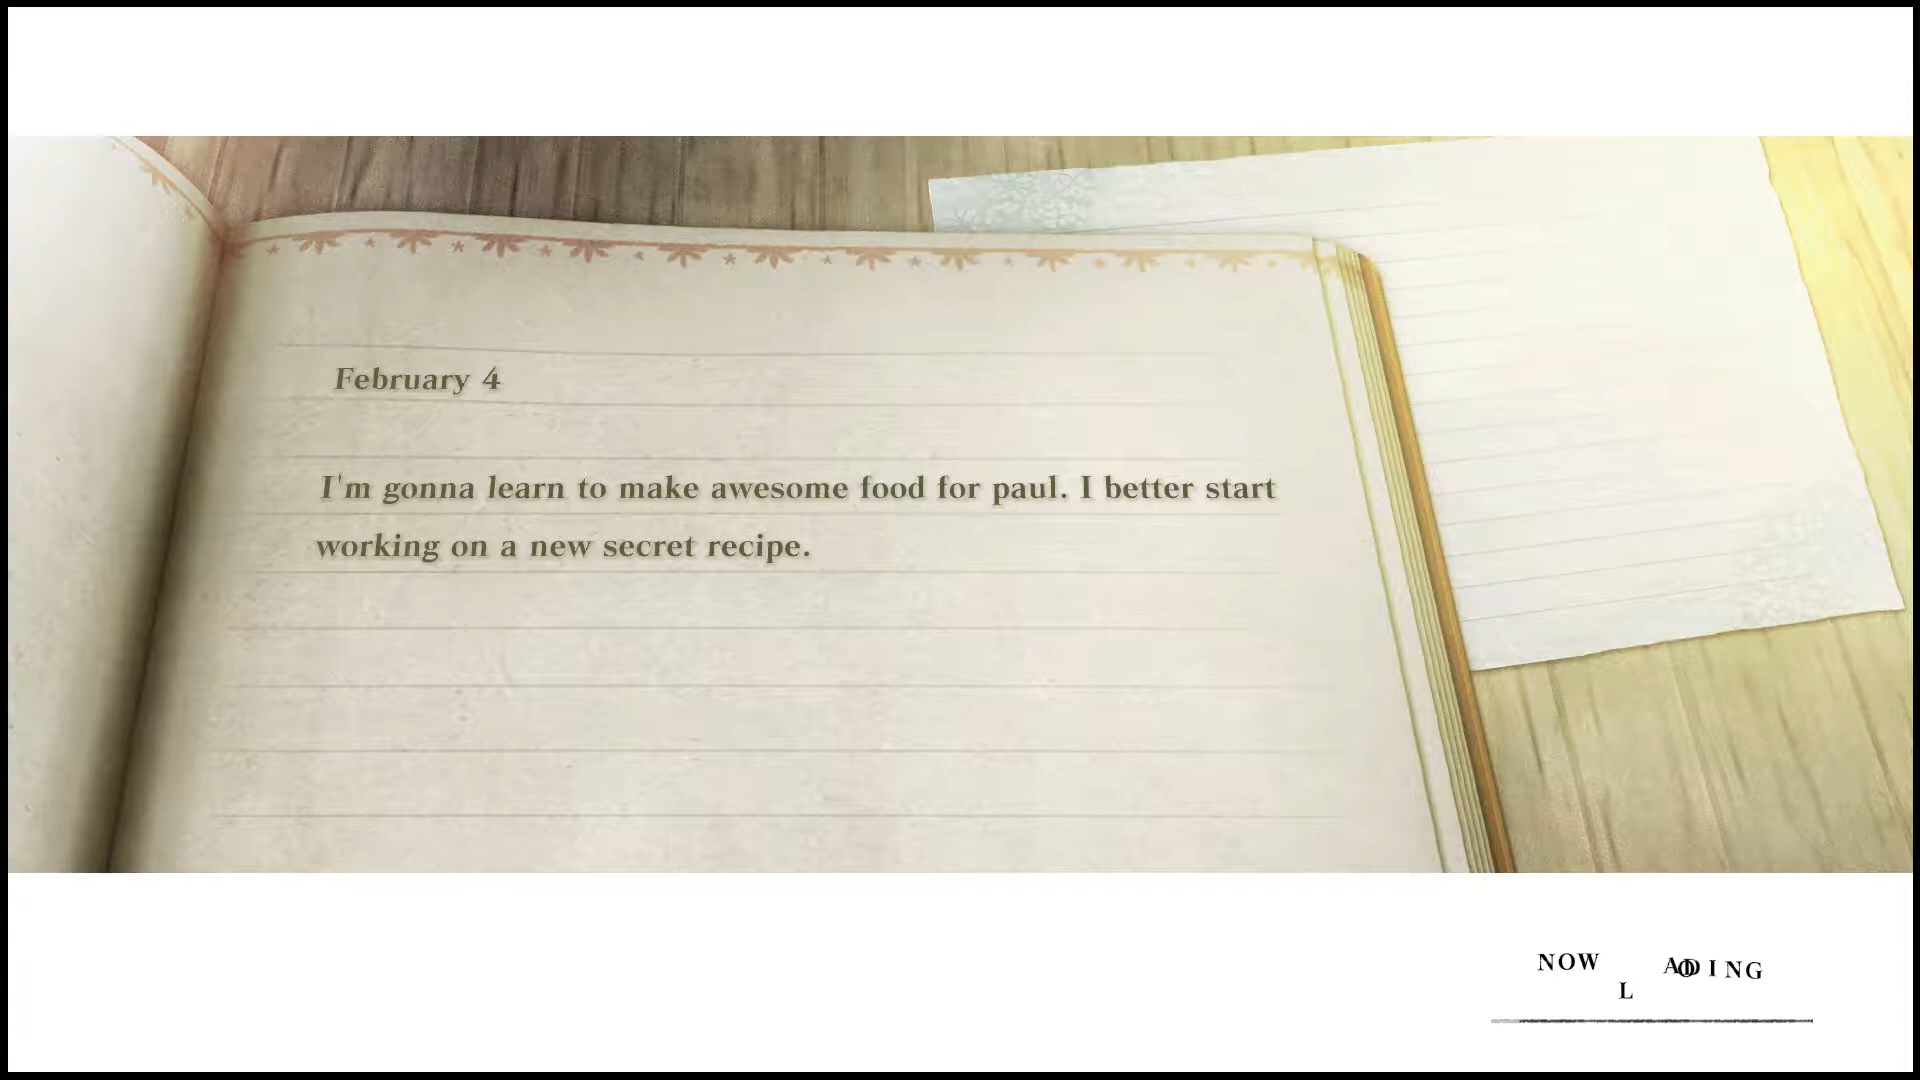 February 4
I'm gonna learn to make awesome food for paul. I better start
working on a new secret recipe.
NOW LOADING